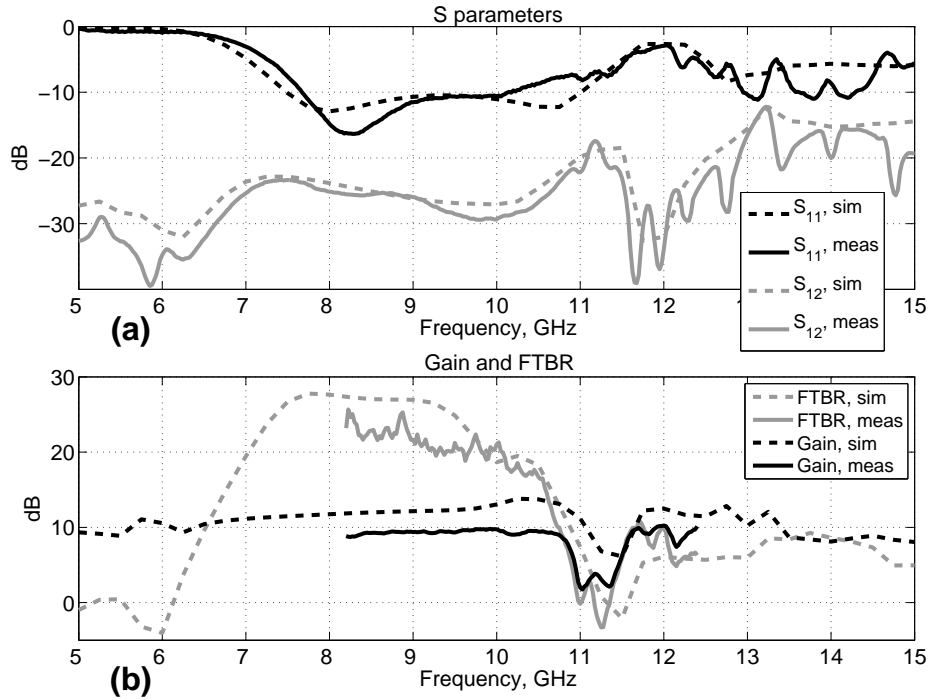 S parameters
0
−10
−20
−30
dB
5 6 7 8 9 10 11 12 13 14 15
Frequency, GHz
(a)
S11, sim
S11, meas
S12, sim
S12, meas
Gain and FTBR
30
20
10
0
dB
5 6 7 8 9 10 11 12 13 14 15
Frequency, GHz
(b)
FTBR, sim
FTBR, meas
Gain, sim
Gain, meas